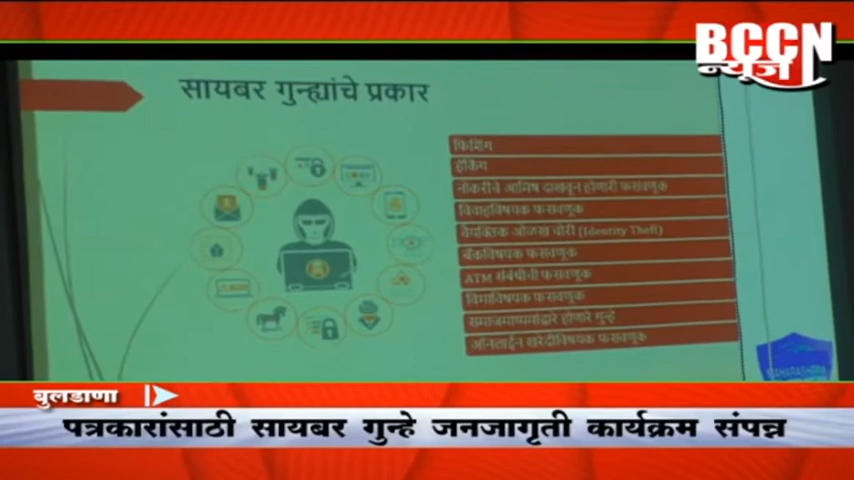 BCCN
न्यूज
सायबर गुन्ह्यांचे प्रकार
फिशिंग
हॅकिंग
नोकरीचे आमिष दाखवून होणारी फसवणूक
विवाहविषयक फसवणूक
वैयक्तिक ओळख चोरी (Identity Theft)
बँकविषयक फसवणूक
ATM संबंधीची फसवणूक
विमाविषयक फसवणूक
समाजमाध्यमांद्वारे होणारे गुन्हे
ऑनलाईन खरेदीविषयक फसवणूक
MAHARASHTRA
बुलडाणा
पत्रकारांसाठी सायबर गुन्हे जनजागृती कार्यक्रम संपन्न